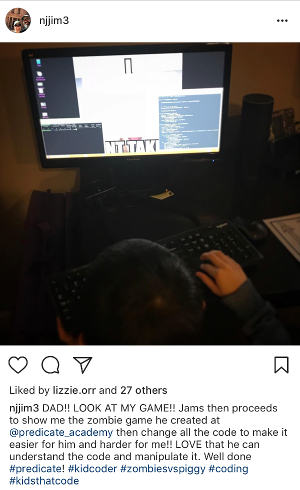 njjim3
Liked by lizzie.orr and 27 others
njjim3 DAD!! LOOK AT MY GAME!! Jams then proceeds
to show me the zombie game he created at
@predicate_academy then change all the code to make it
easier for him and harder for me!! LOVE that he can
understand the code and manipulate it. Well done
#predicate! #kidcoder #zombiesvspiggy #coding
#kidsthatcode